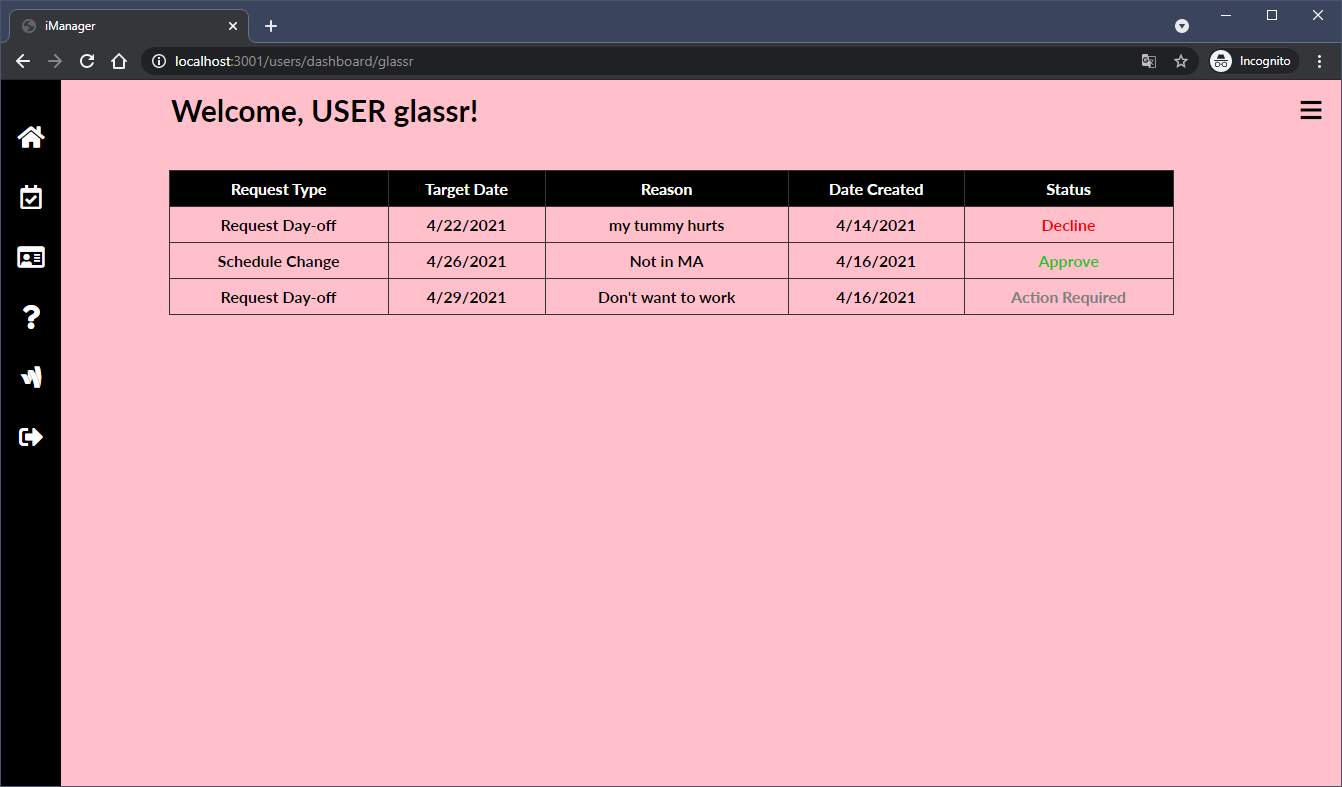 iManager
localhost:3001/users/dashboard/glassr
Incognito
Welcome, USER glassr!
Request Type Target Date Reason Date Created Status
Request Day-off 4/22/2021 my tummy hurts 4/14/2021 Decline
Schedule Change 4/26/2021 Not in MA 4/16/2021 Approve
Request Day-off 4/29/2021 Don't want to work 4/16/2021 Action Required